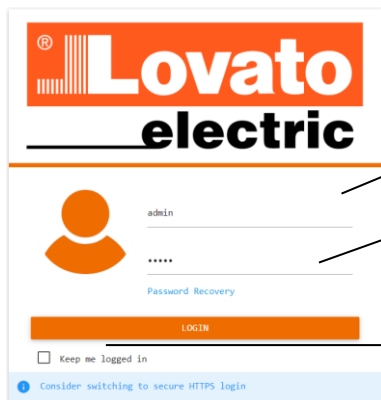 ® Lovato
electric
admin
•••••
Password Recovery
LOGIN
Keep me logged in
Consider switching to secure HTTPS login